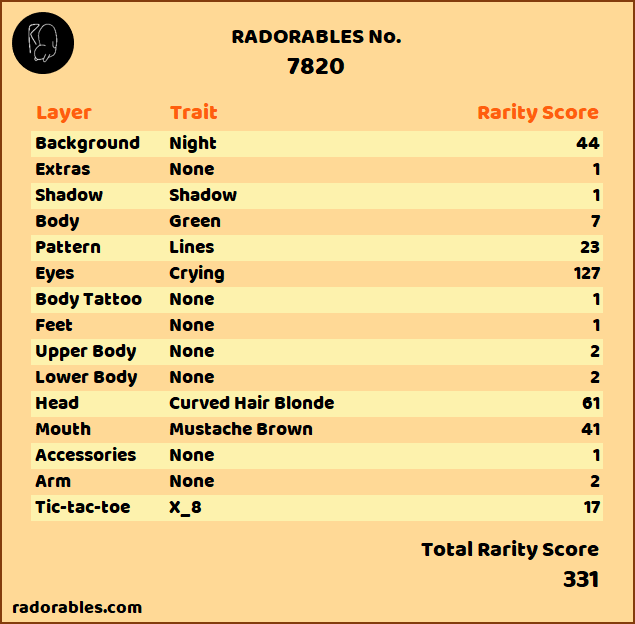 RADORABLES No.
7820
Layer Trait Rarity Score
Background Night 44
Extras None 1
Shadow Shadow 1
Body Green 7
Pattern Lines 23
Eyes Crying 127
Body Tattoo None 1
Feet None 1
Upper Body None 2
Lower Body None 2
Head Curved Hair Blonde 61
Mouth Mustache Brown 41
Accessories None 1
Arm None 2
Tic-tac-toe X_8 17
Total Rarity Score
331
radorables.com